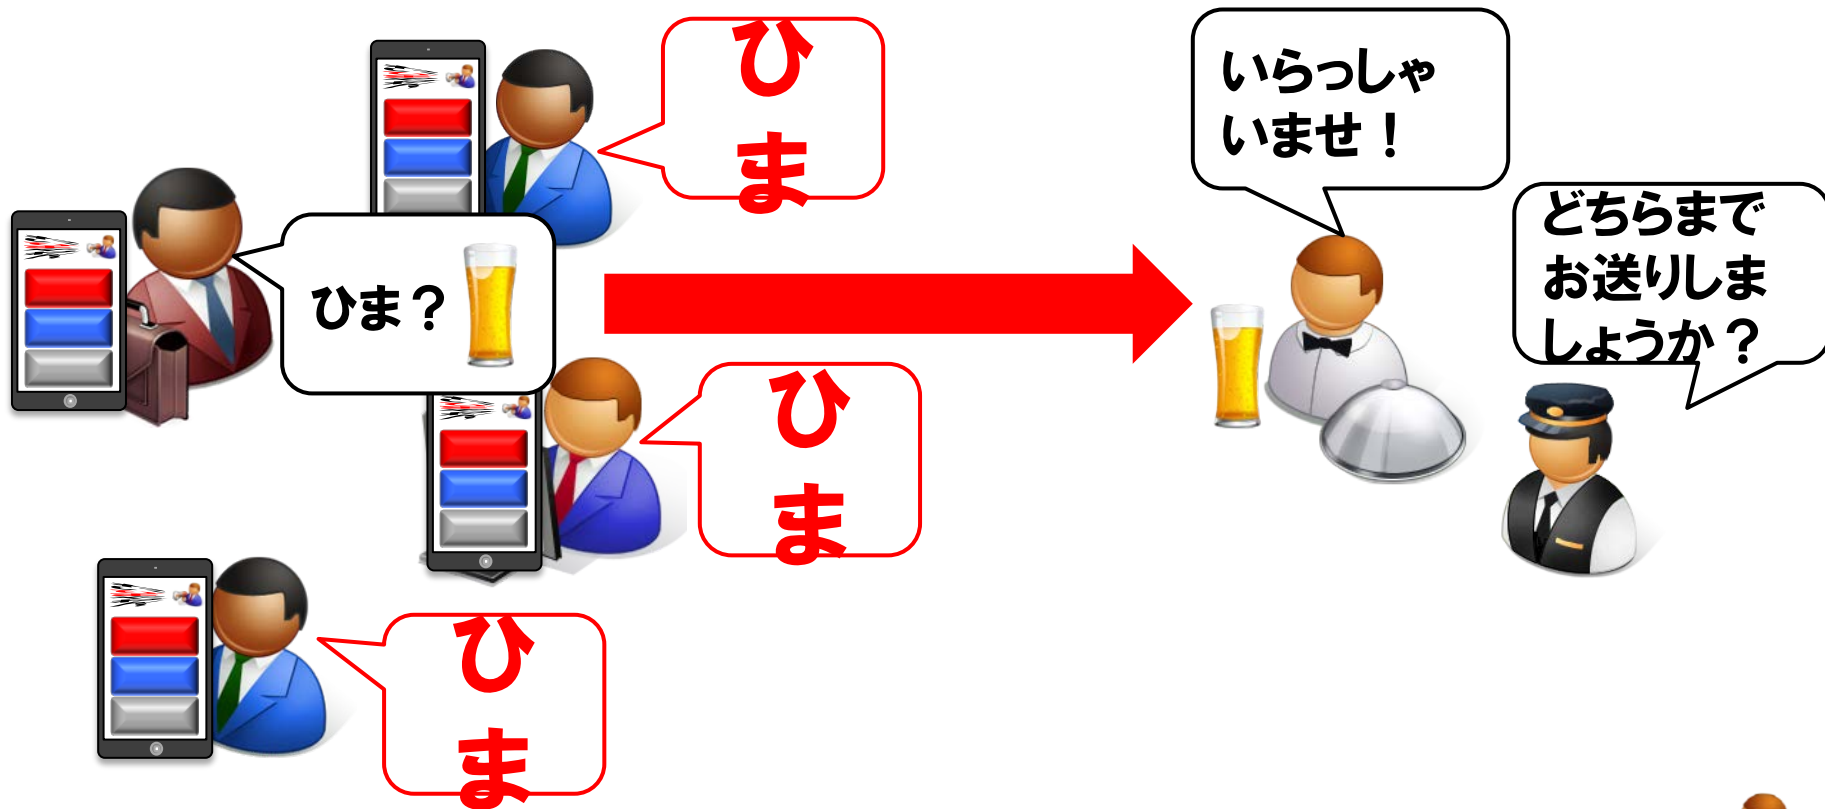 ひ
ま
いらっしゃ
いませ！
どちらまで
お送りしま
しょうか？
ひま？
ひ
ま
ひ
ま